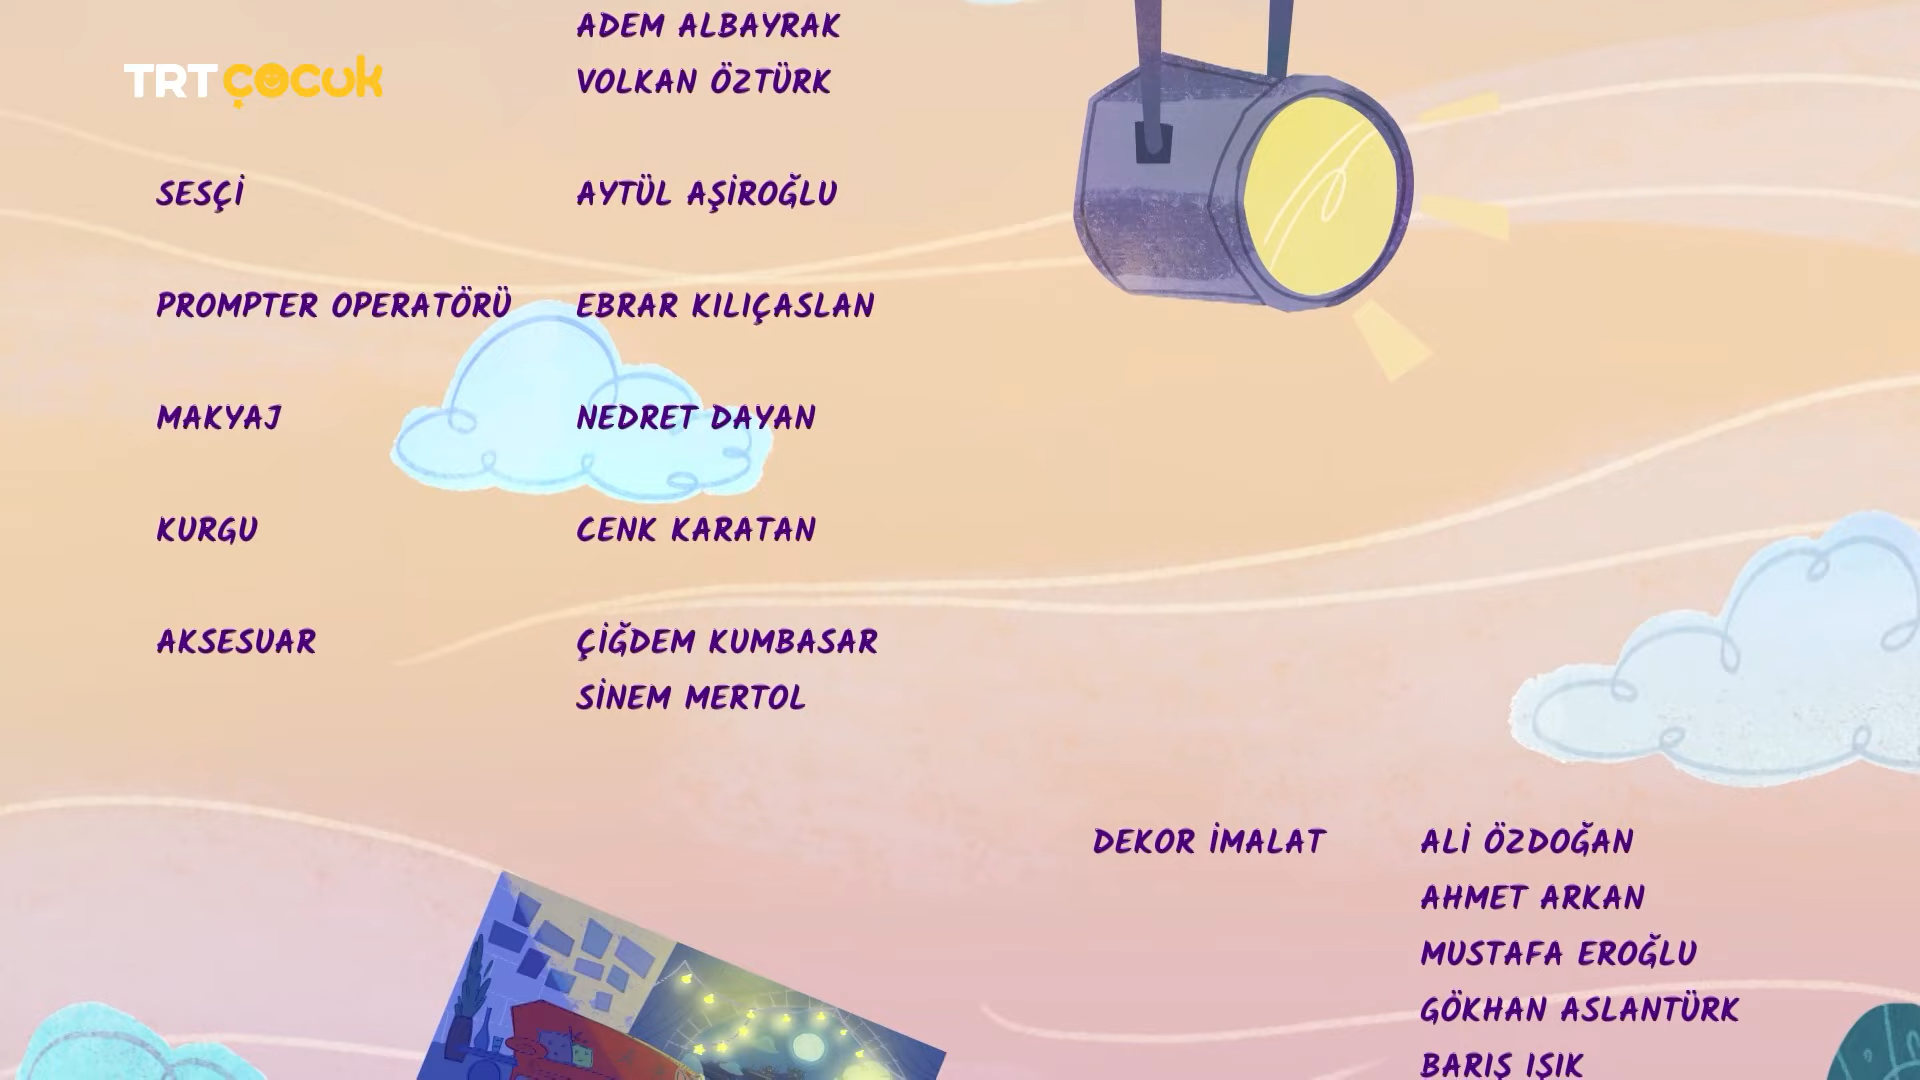 ADEM ALBAYRAK
TRT çocuk
VOLKAN ÖZTÜRK
SESÇİ AYTÜL AŞİROĞLU
PROMPTER OPERATÖRÜ EBRAR KILIÇASLAN
MAKYAJ NEDRET DAYAN
KURGU CENK KARATAN
AKSESUAR ÇİĞDEM KUMBASAR
SİNEM MERTOL
DEKOR İMALAT ALİ ÖZDOĞAN
AHMET ARKAN
MUSTAFA EROĞLU
GÖKHAN ASLANTÜRK
BARIŞ IŞIK